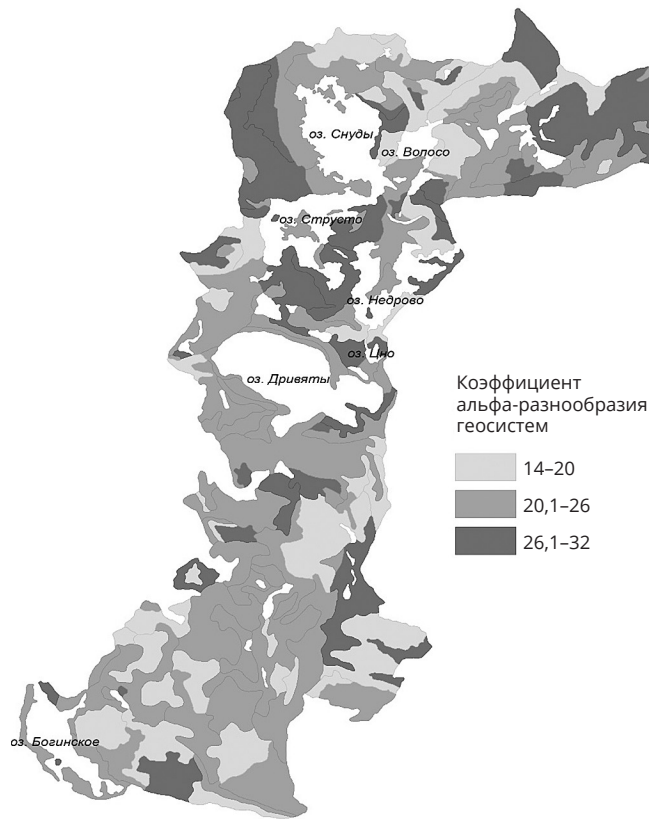 оз. Снуды
оз. Волосо
оз. Струсто
оз. Недрово
оз. Цно
оз. Дривяты
Коэффициент
альфа-разнообразия
геосистем
14–20
20,1–26
26,1–32
оз. Богинское